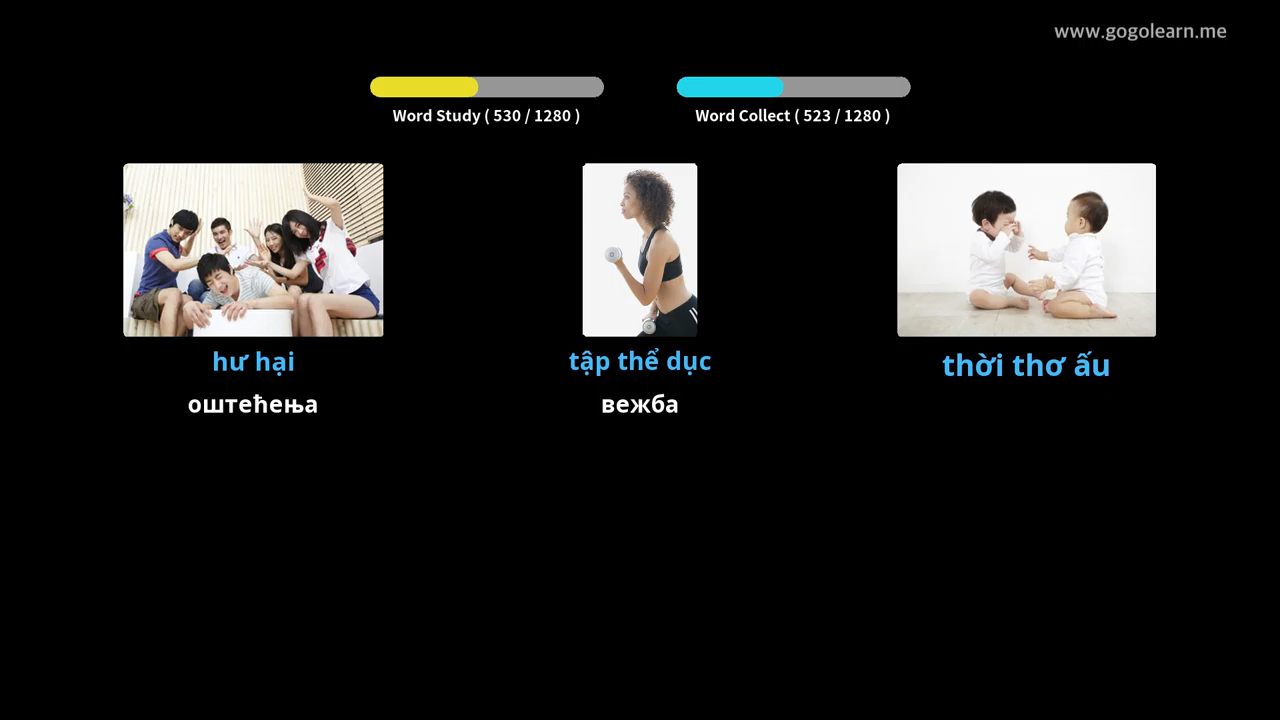 www.gogolearn.me
Word Study ( 530 / 1280 )
Word Collect ( 523 / 1280 )
hư hại
tập thể dục
thời thơ ấu
оштећења
вежба